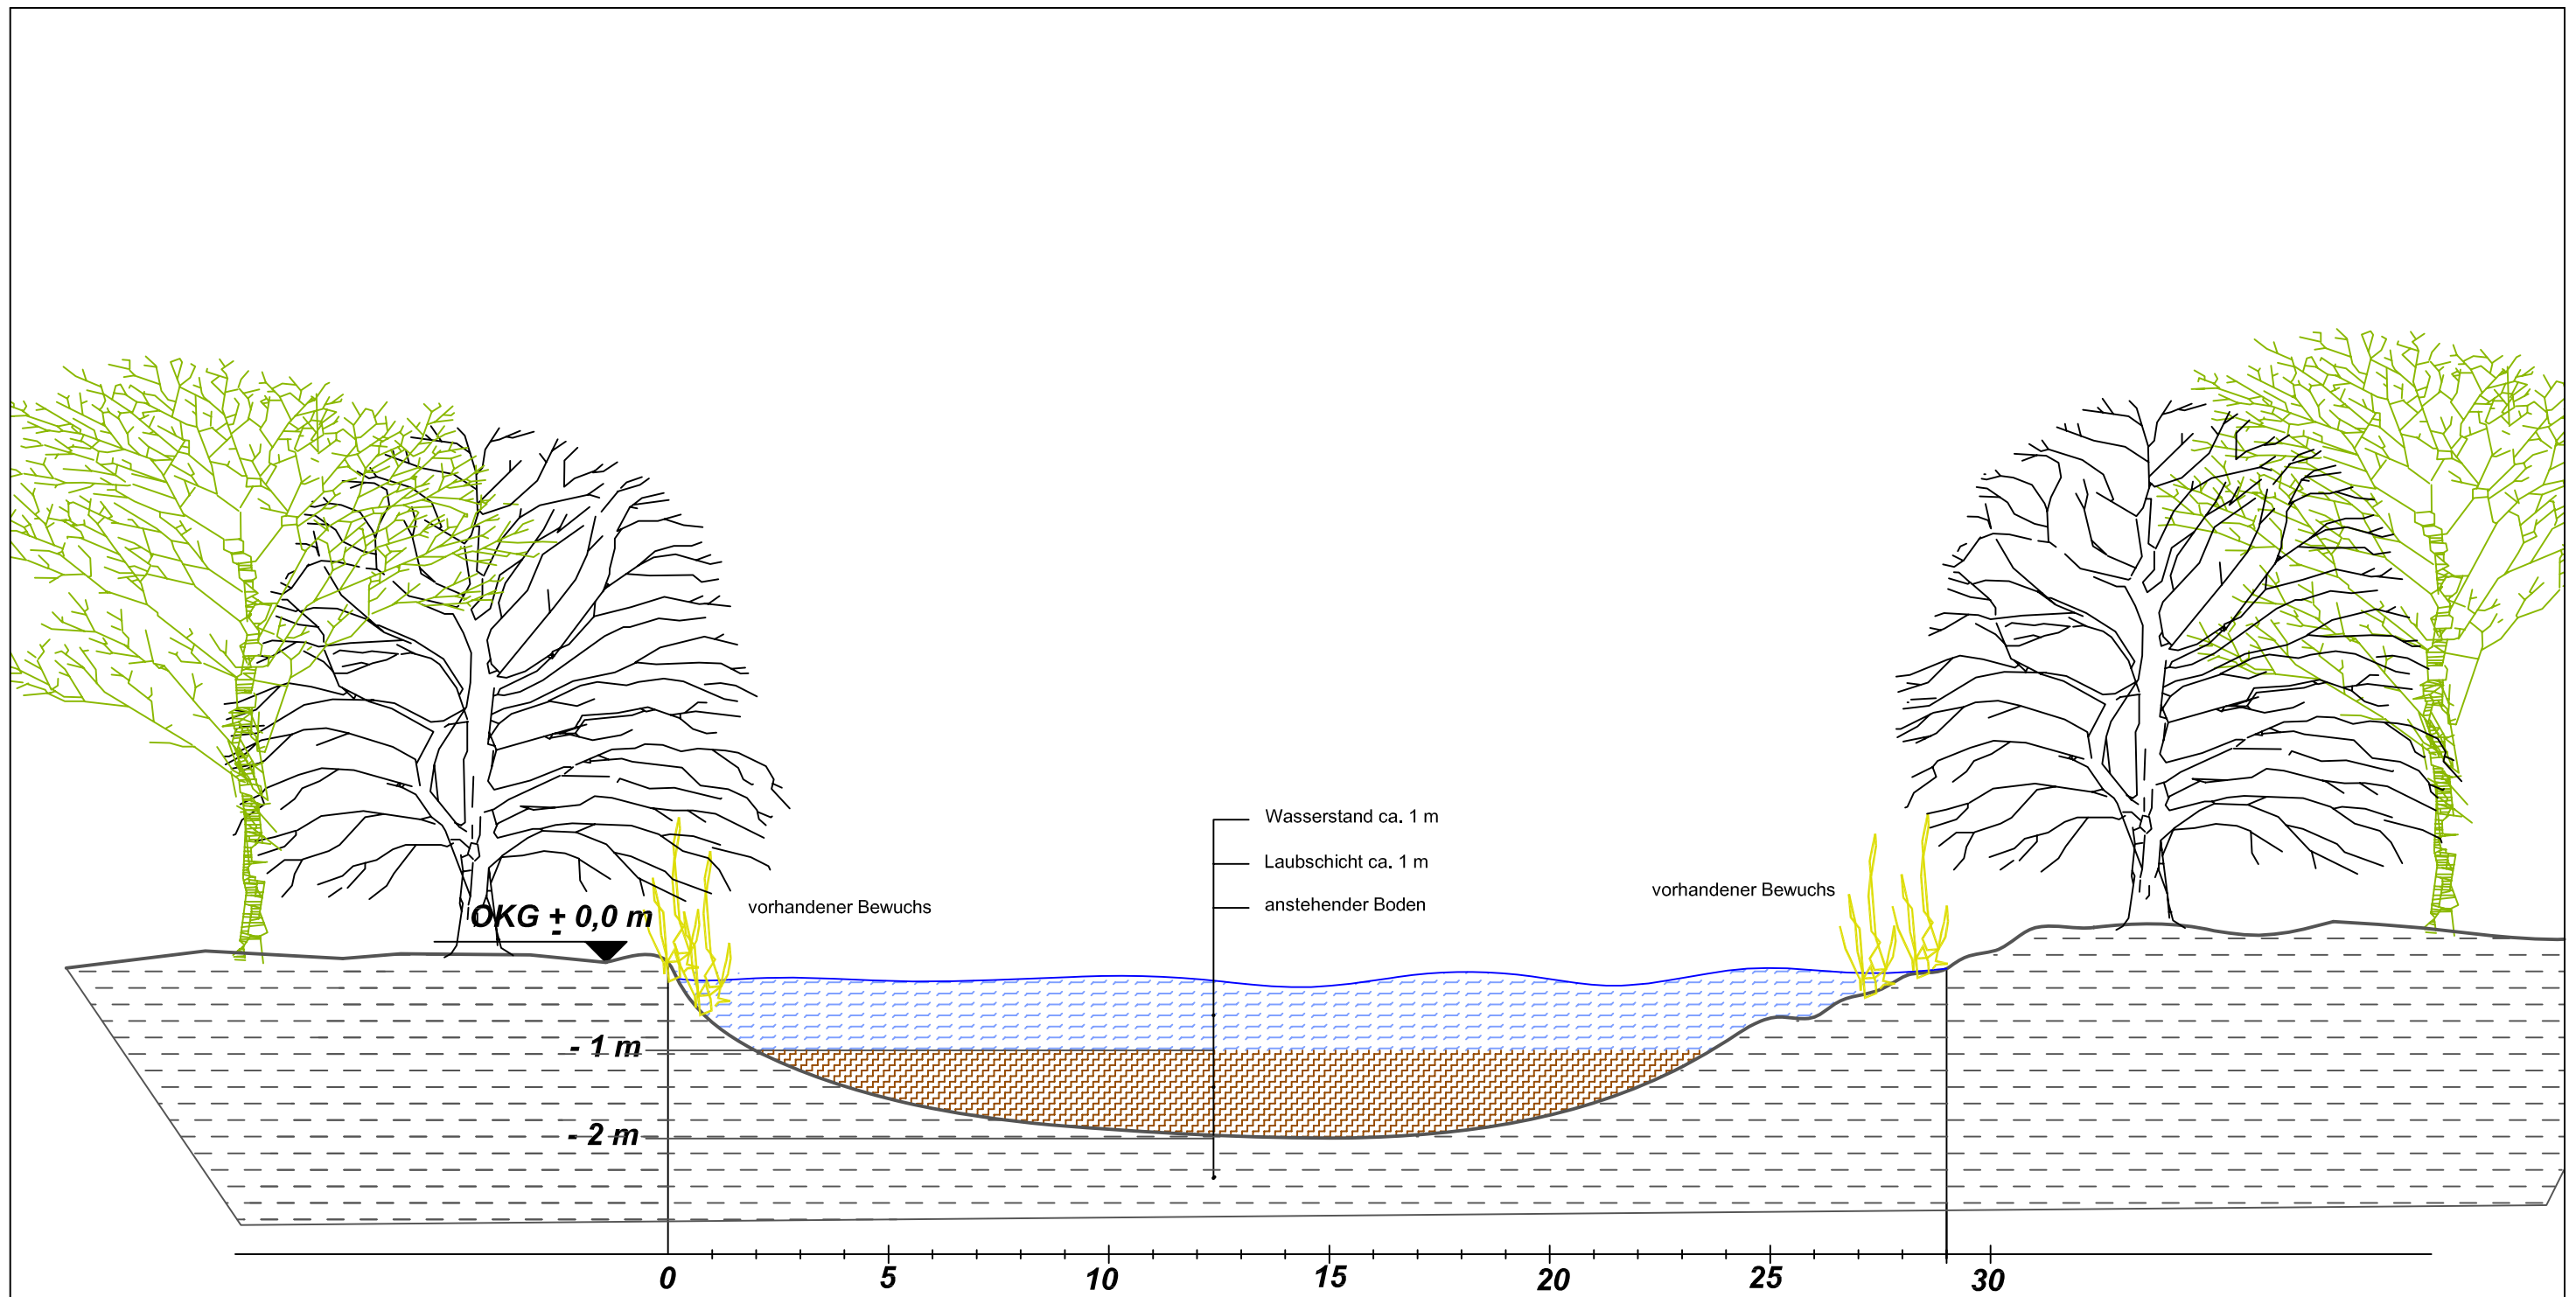 Wasserstand ca. 1 m
Laubschicht ca. 1 m
anstehender Boden
vorhandener Bewuchs
vorhandener Bewuchs
OKG ± 0,0 m
- 1 m
- 2 m
0 5 10 15 20 25 30